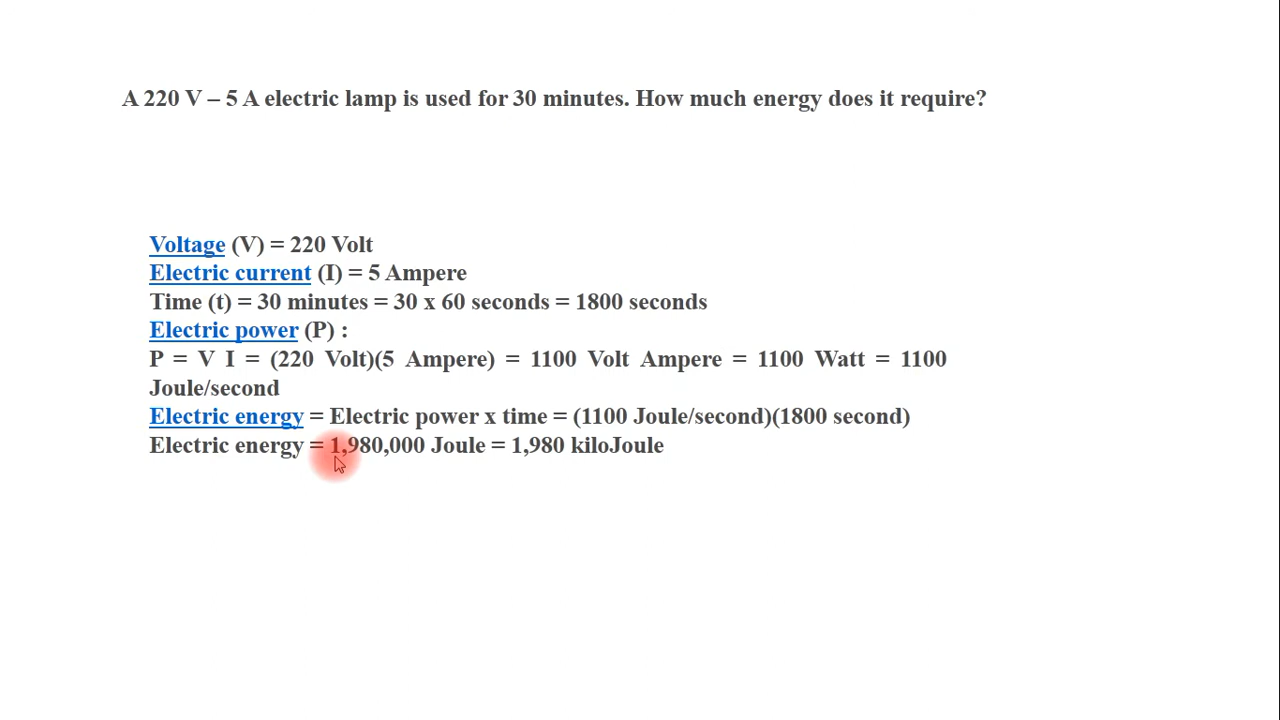 A 220 V – 5 A electric lamp is used for 30 minutes. How much energy does it require?
Voltage (V) = 220 Volt
Electric current (I) = 5 Ampere
Time (t) = 30 minutes = 30 x 60 seconds = 1800 seconds
Electric power (P) :
P = V I = (220 Volt)(5 Ampere) = 1100 Volt Ampere = 1100 Watt = 1100
Joule/second
Electric energy = Electric power x time = (1100 Joule/second)(1800 second)
Electric energy = 1,980,000 Joule = 1,980 kiloJoule